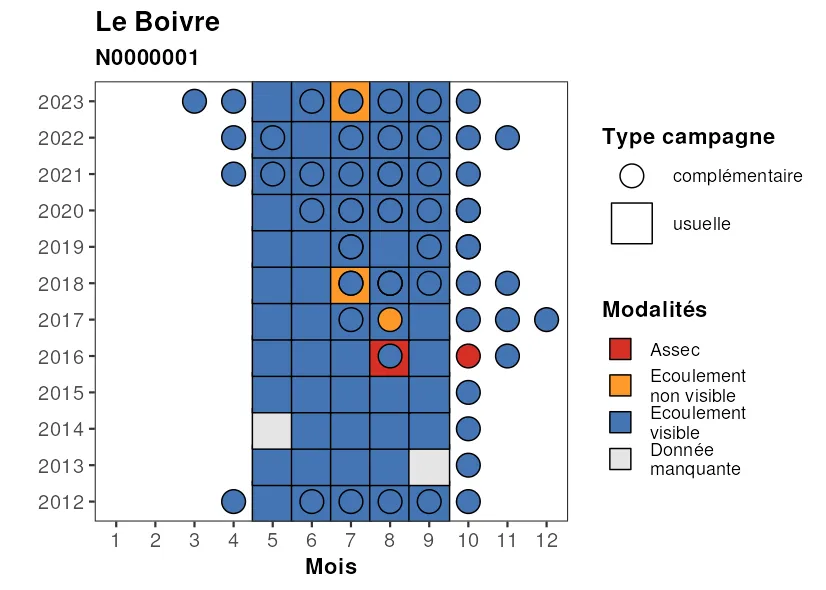 Le Boivre
N0000001
2023
2022
2021
2020
2019
2018
2017
2016
2015
2014
2013
2012
1 2 3 4 5 6 7 8 9 10 11 12
Mois
Type campagne
complémentaire
usuelle
Modalités
Assec
Ecoulement
non visible
Ecoulement
visible
Donnée
manquante